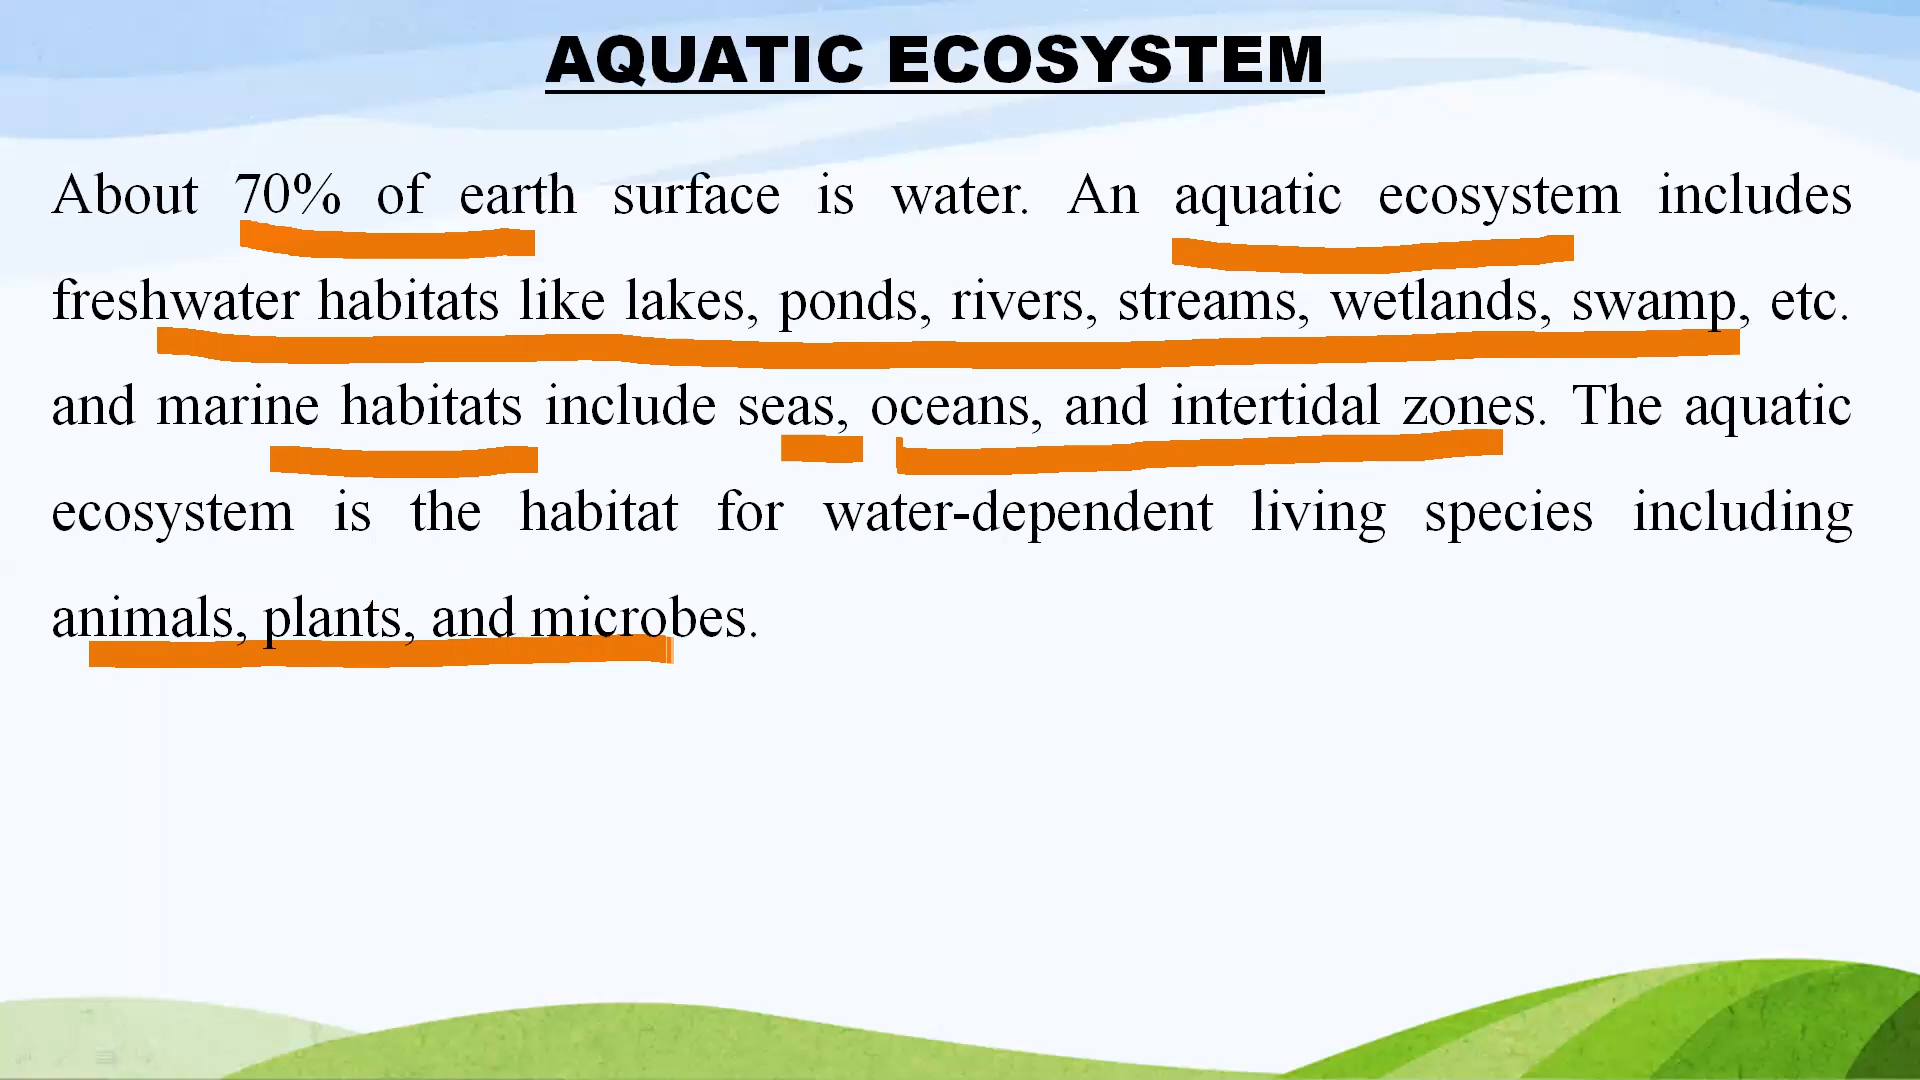 AQUATIC ECOSYSTEM
About 70% of earth surface is water. An aquatic ecosystem includes
freshwater habitats like lakes, ponds, rivers, streams, wetlands, swamp, etc.
and marine habitats include seas, oceans, and intertidal zones. The aquatic
ecosystem is the habitat for water-dependent living species including
animals, plants, and microbes.